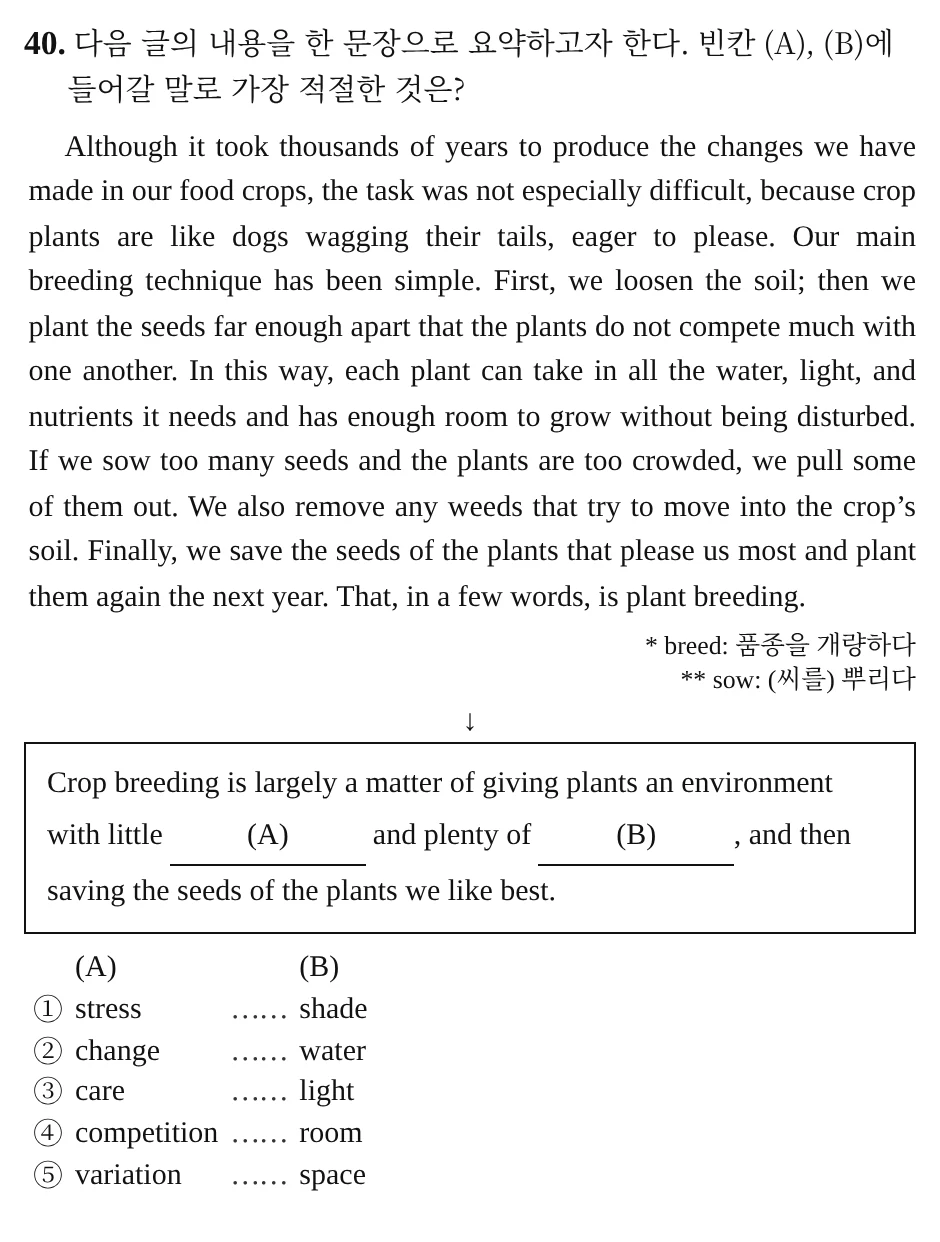 40. 다음 글의 내용을 한 문장으로 요약하고자 한다. 빈칸 (A), (B)에
들어갈 말로 가장 적절한 것은?
Although it took thousands of years to produce the changes we have
made in our food crops, the task was not especially difficult, because crop
plants are like dogs wagging their tails, eager to please. Our main
breeding technique has been simple. First, we loosen the soil; then we
plant the seeds far enough apart that the plants do not compete much with
one another. In this way, each plant can take in all the water, light, and
nutrients it needs and has enough room to grow without being disturbed.
If we sow too many seeds and the plants are too crowded, we pull some
of them out. We also remove any weeds that try to move into the crop’s
soil. Finally, we save the seeds of the plants that please us most and plant
them again the next year. That, in a few words, is plant breeding.
* breed: 품종을 개량하다
** sow: (씨를) 뿌리다
↓
Crop breeding is largely a matter of giving plants an environment
with little (A) and plenty of (B), and then
saving the seeds of the plants we like best.
(A) (B)
① stress …… shade
② change …… water
③ care …… light
④ competition …… room
⑤ variation …… space